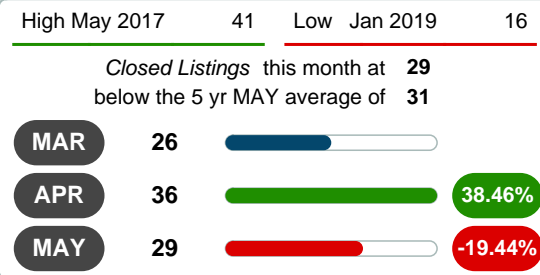 High May 2017 41 Low Jan 2019 16
Closed Listings this month at 29
below the 5 yr MAY average of 31
MAR 26
APR 36 38.46%
MAY 29 -19.44%